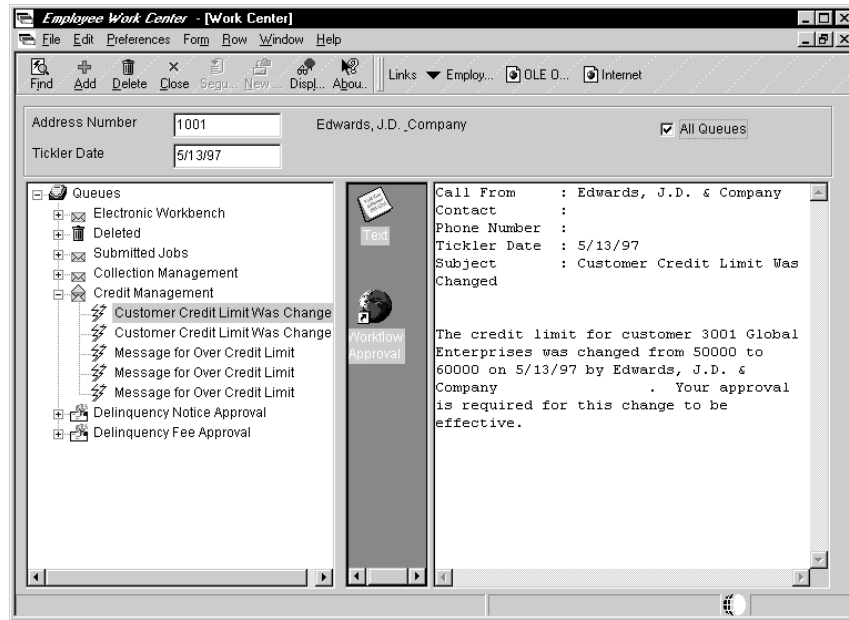 Employee Work Center - [Work Center]
File Edit Preferences Form Row Window Help
Find Add Delete Close Sequ... New ... Displ... Abou.. Links Employ... OLE O... Internet
Address Number 1001 Edwards, J.D. _Company All Queues
Tickler Date 5/13/97
Queues
Electronic Workbench
Deleted
Submitted Jobs
Collection Management
Credit Management
Customer Credit Limit Was Change
Customer Credit Limit Was Change
Message for Over Credit Limit
Message for Over Credit Limit
Message for Over Credit Limit
Delinquency Notice Approval
Delinquency Fee Approval
Text
Workflow
Approval
Call From : Edwards, J.D. & Company
Contact :
Phone Number :
Tickler Date : 5/13/97
Subject : Customer Credit Limit Was
Changed
The credit limit for customer 3001 Global
Enterprises was changed from 50000 to
60000 on 5/13/97 by Edwards, J.D. &
Company . Your approval
is required for this change to be
effective.